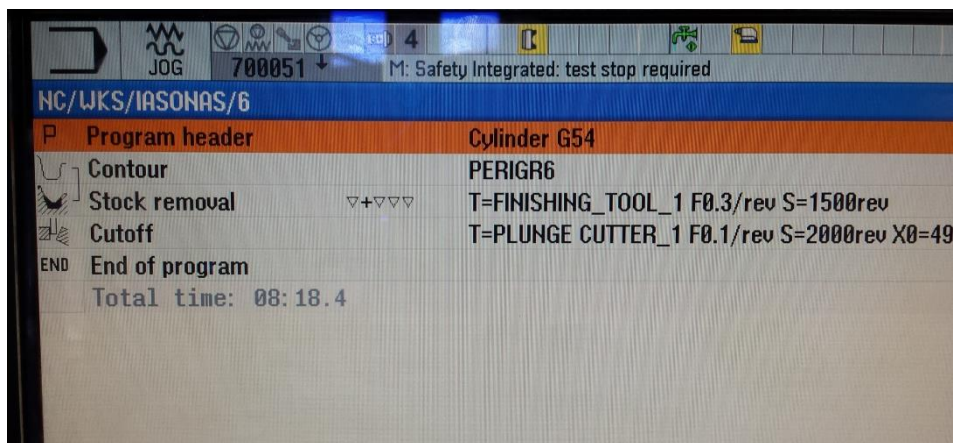 4
JOG
700051 M: Safety Integrated: test stop required
NC/WKS/IASONAS/6
P Program header Cylinder G54
Contour PERIGR6
Stock removal ▽+▽▽▽ T=FINISHING_TOOL_1 F0.3/rev S=1500rev
Cutoff T=PLUNGE CUTTER_1 F0.1/rev S=2000rev X0=49
END End of program
Total time: 08:18.4